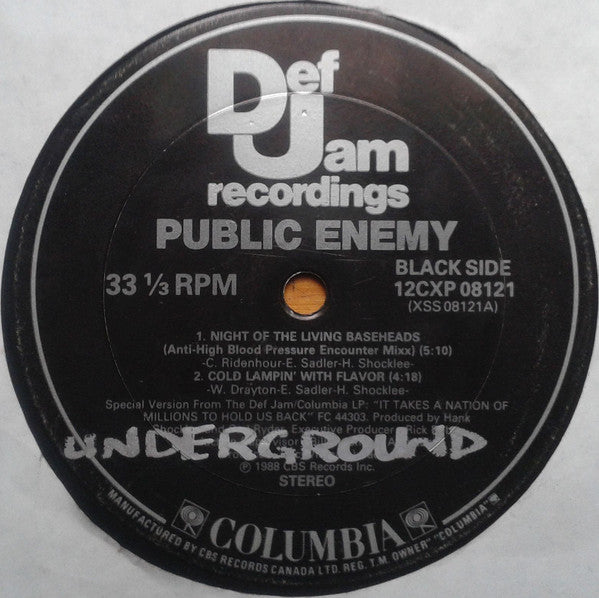 Def
Jam
recordings
PUBLIC ENEMY
33 ⅓ RPM
BLACK SIDE
12CXP 08121
(XSS 08121A)
1. NIGHT OF THE LIVING BASEHEADS
(Anti-High Blood Pressure Encounter Mixx) (5:10)
-C. Ridenhour-E. Sadler-H. Shocklee-
2. COLD LAMPIN' WITH FLAVOR (4:18)
-W. Drayton-E. Sadler-H. Shocklee-
Special Version From The Def Jam/Columbia LP: "IT TAKES A NATION OF
MILLIONS TO HOLD US BACK" FC 44303. Produced by Hank
Executive Producer
UNDERGROUND
℗ 1988 CBS Records Inc.
STEREO
COLUMBIA
MANUFACTURED BY CBS RECORDS CANADA LTD. REG. T.M. OWNER "COLUMBIA"